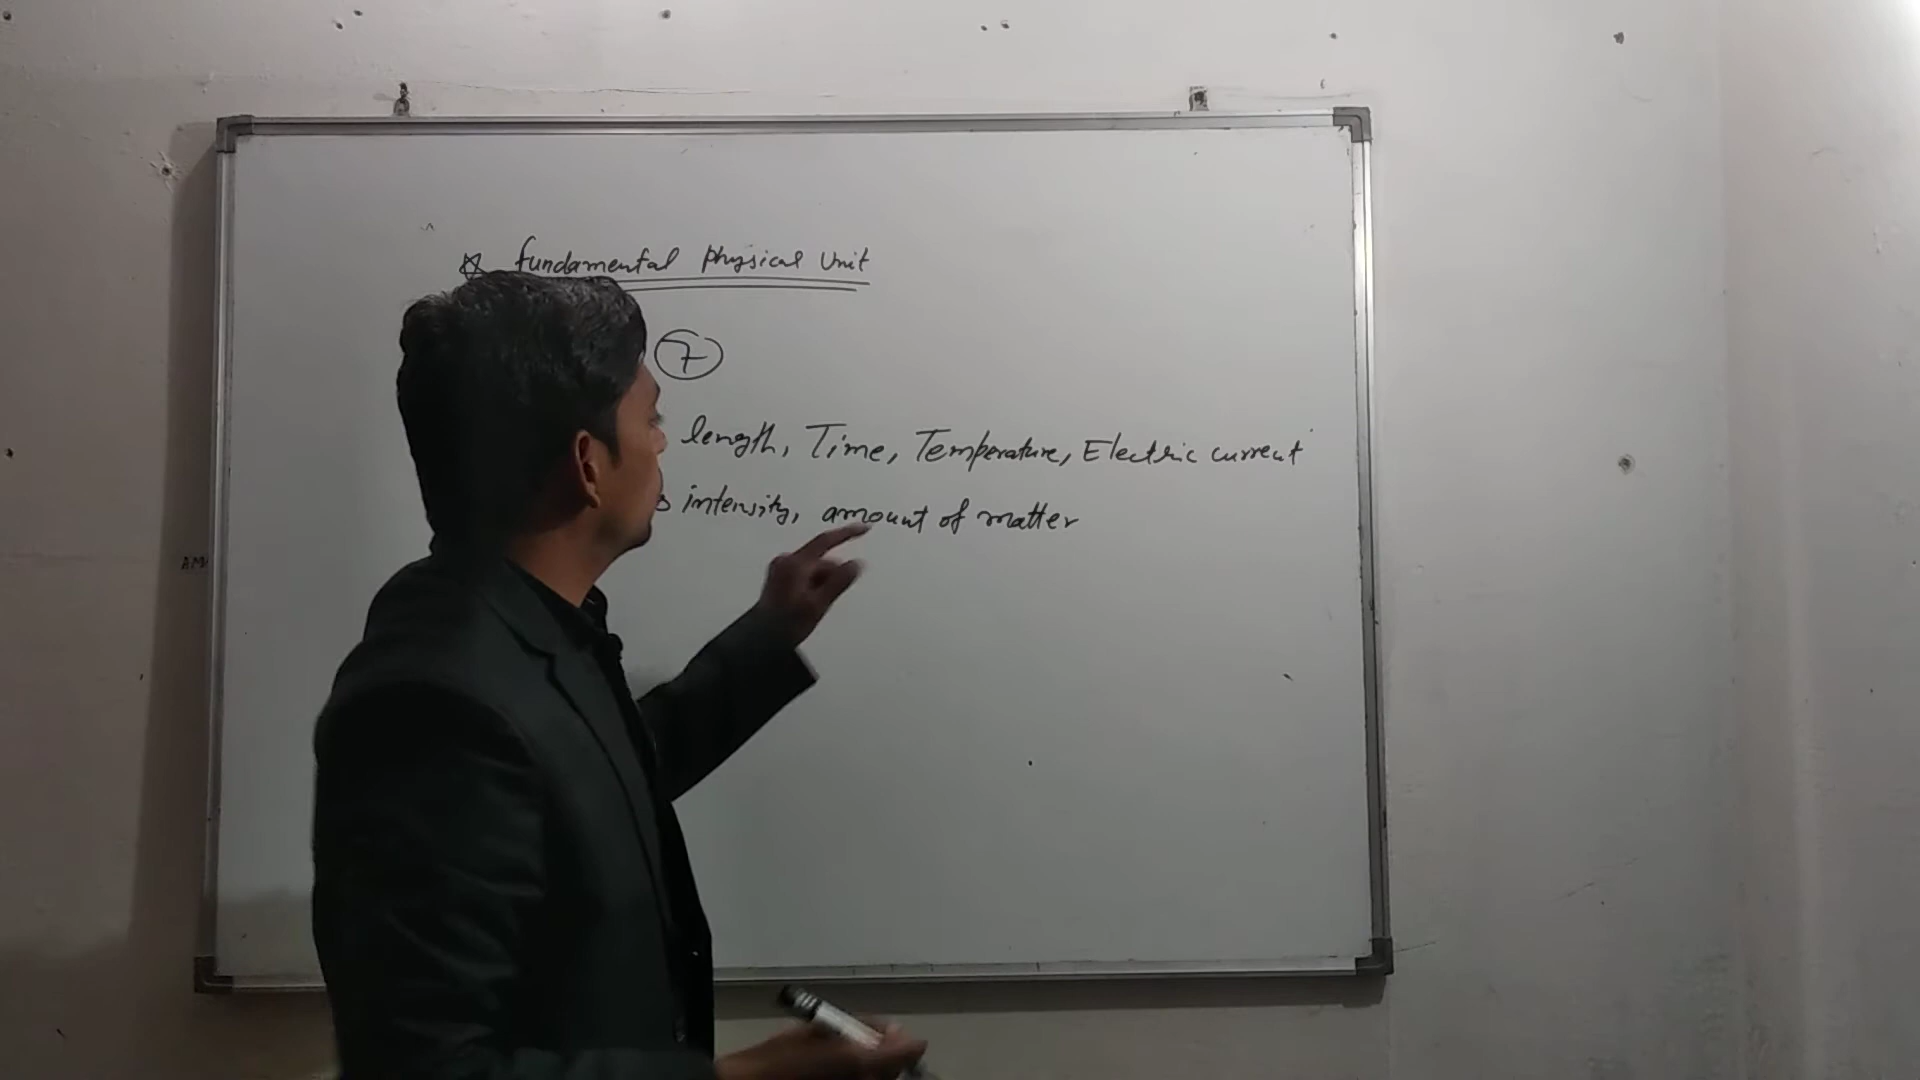 ☆ fundamental physical Unit
7
length, Time, Temperature, Electric current
intensity, amount of matter